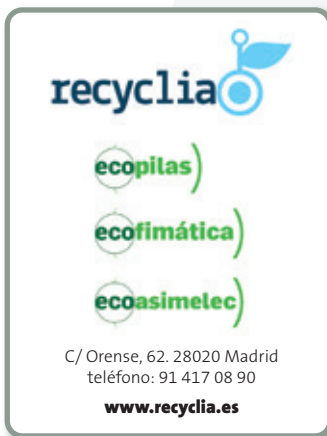 recyclia
ecopilas
ecofimática
ecoasimelec
C/ Orense, 62. 28020 Madrid
teléfono: 91 417 08 90
www.recyclia.es